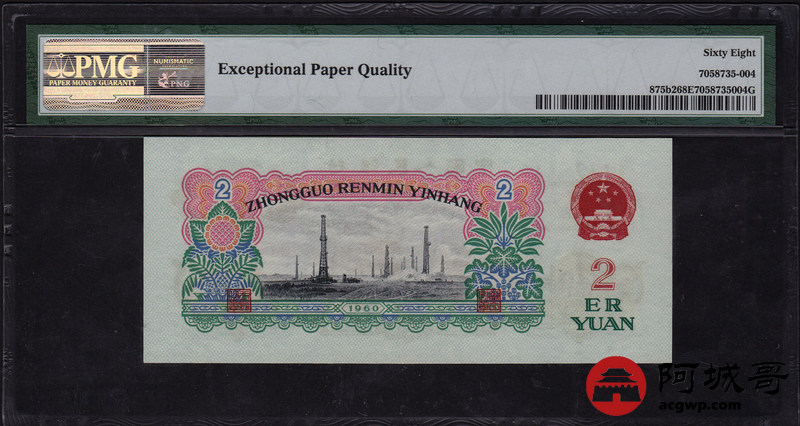 PMG
PAPER MONEY GUARANTY
NUMISMATIC
PNG
Exceptional Paper Quality
Sixty Eight
7058735-004
875b268E7058735004G
2
2
ZHONGGUO RENMIN YINHANG
1960
2
ER
YUAN
阿城哥
acgwp.com